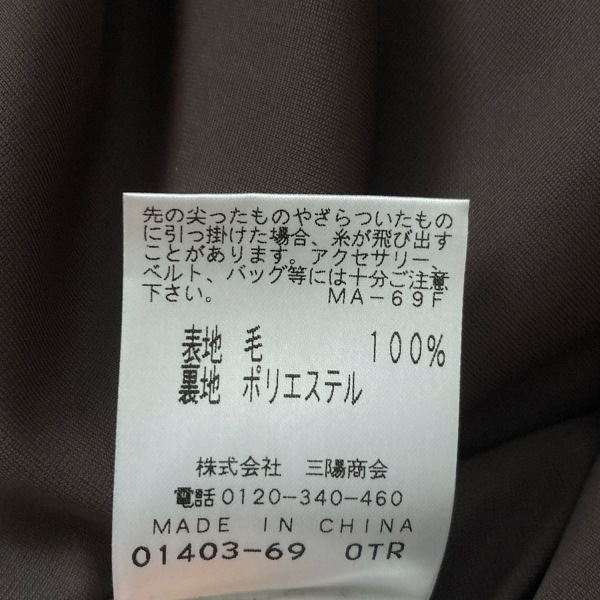 先の尖ったものやざらついたもの
に引っ掛けた場合、糸が飛び出す
ことがあります。アクセサリー、
ベルト、バッグ等には十分ご注意
下さい。 MA-69F
表地 毛 100%
裏地 ポリエステル
株式会社 三陽商会
電話0120-340-460
MADE IN CHINA
01403-69 OTR